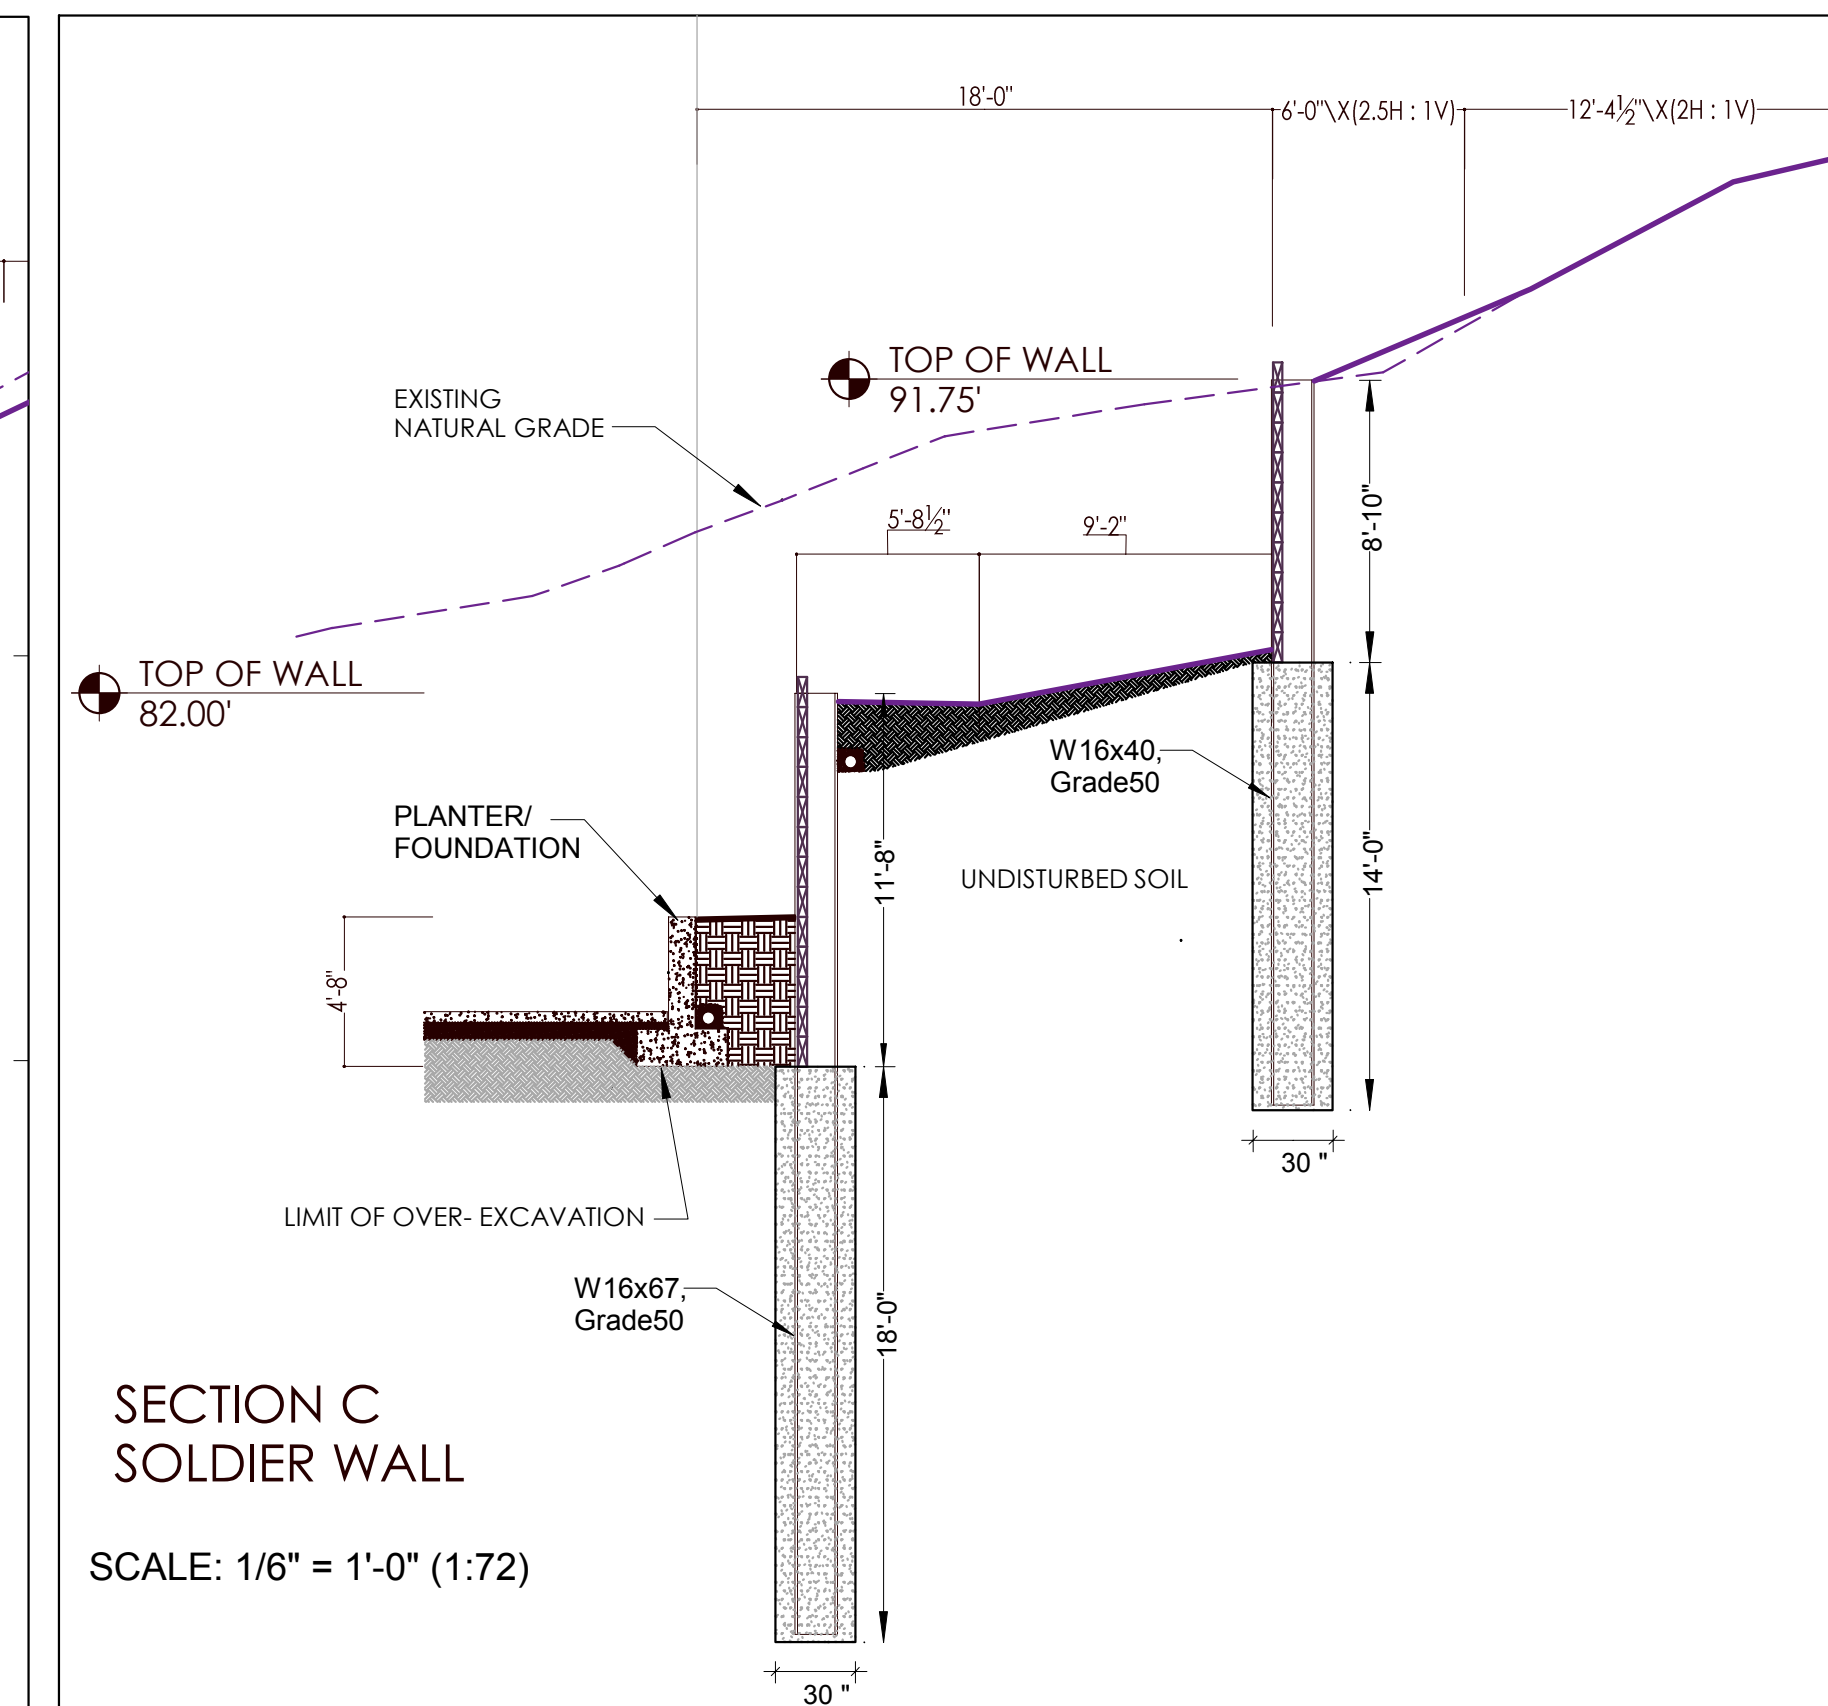 18'-0"
6'-0"\X(2.5H : 1V)
12'-4½"\X(2H : 1V)
TOP OF WALL
91.75'
EXISTING
NATURAL GRADE
5'-8½"
9'-2"
8'-10"
TOP OF WALL
82.00'
W16x40,
Grade50
PLANTER/
FOUNDATION
11'-8"
UNDISTURBED SOIL
14'-0"
4'-8"
30 "
LIMIT OF OVER- EXCAVATION
W16x67,
Grade50
18'-0"
SECTION C
SOLDIER WALL
SCALE: 1/6" = 1'-0" (1:72)
30 "